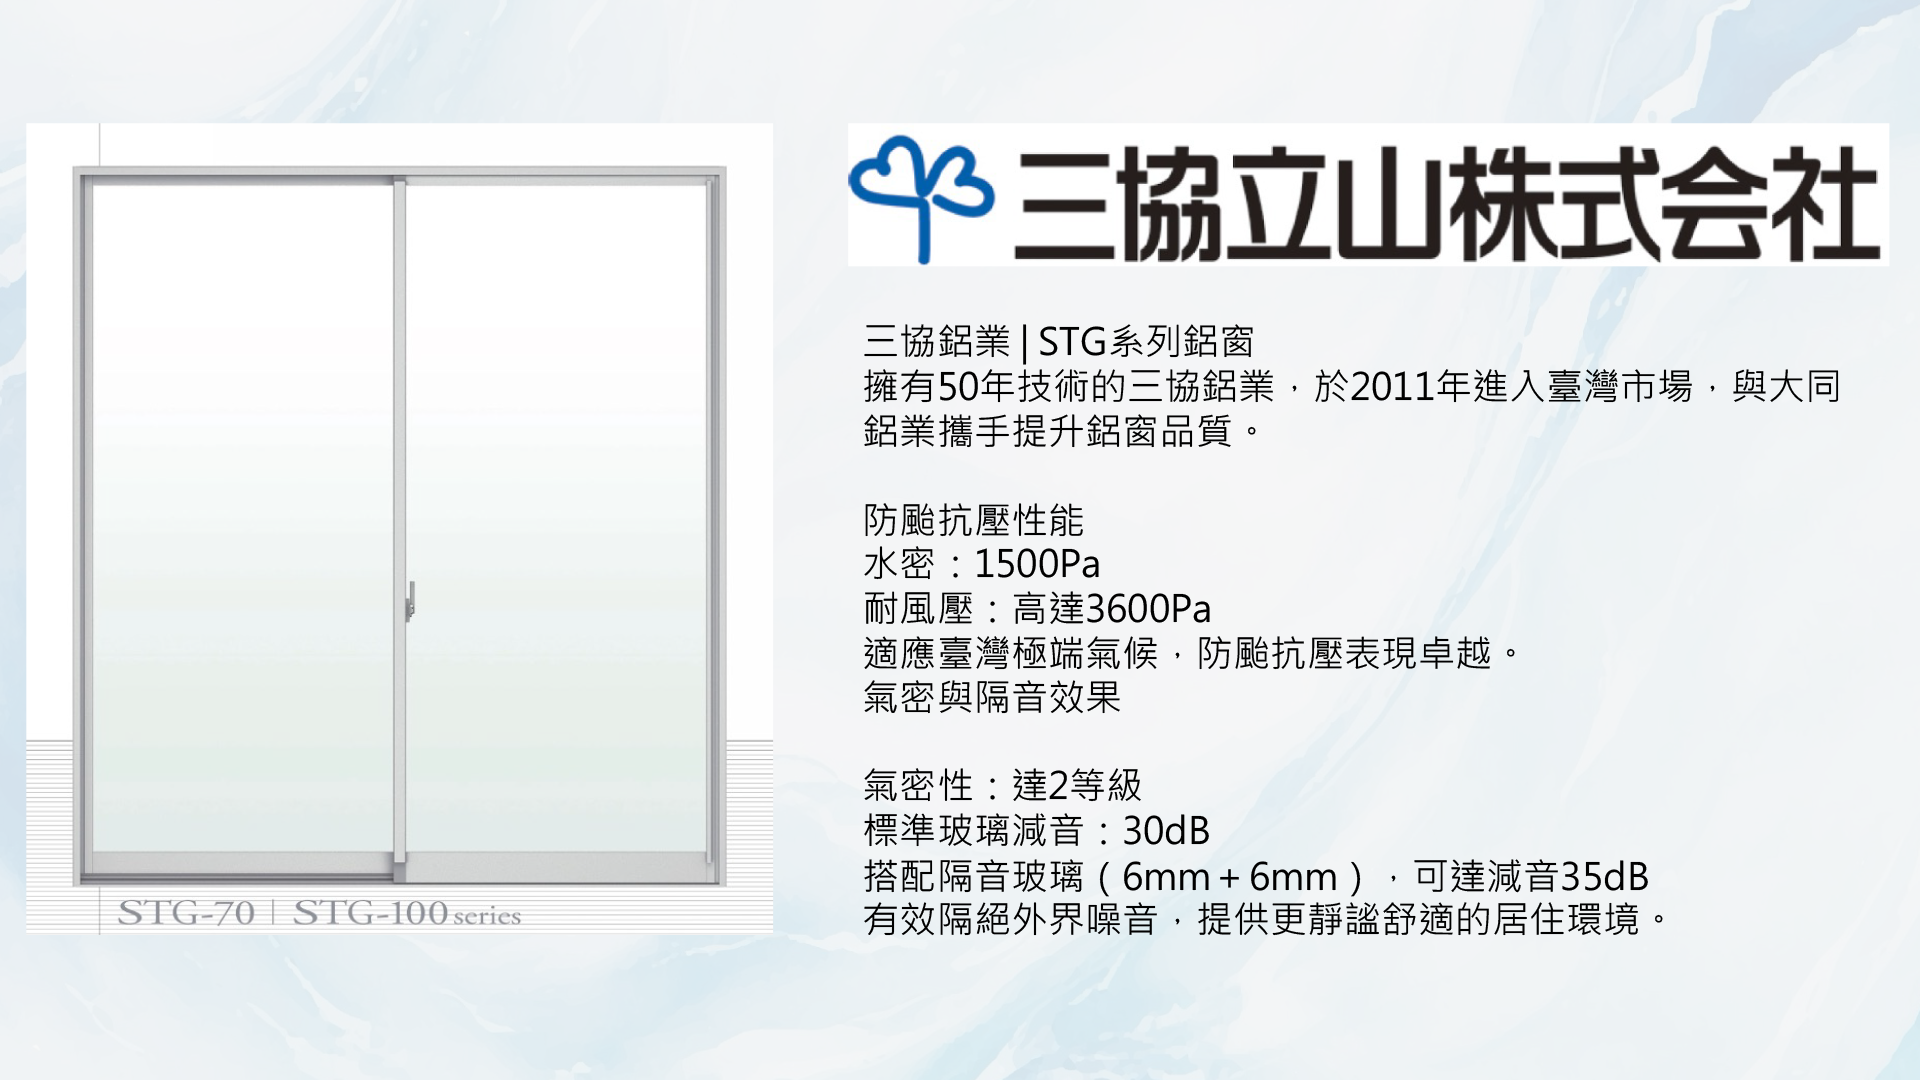 三協立山株式会社
三協鋁業 | STG系列鋁窗
擁有50年技術的三協鋁業，於2011年進入臺灣市場，與大同
鋁業攜手提升鋁窗品質。
防颱抗壓性能
水密：1500Pa
耐風壓：高達3600Pa
適應臺灣極端氣候，防颱抗壓表現卓越。
氣密與隔音效果
氣密性：達2等級
標準玻璃減音：30dB
搭配隔音玻璃（6mm＋6mm），可達減音35dB
有效隔絕外界噪音，提供更靜謐舒適的居住環境。
STG-70 | STG-100 series